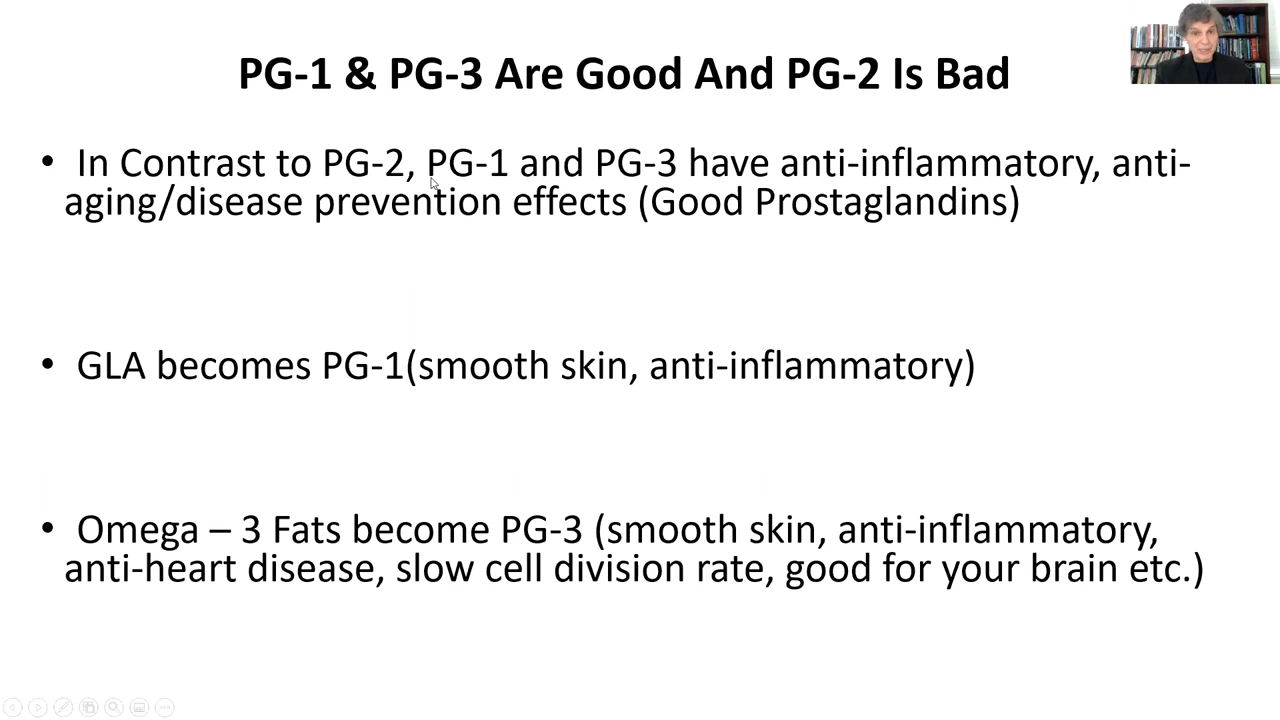 PG-1 & PG-3 Are Good And PG-2 Is Bad
• In Contrast to PG-2, PG-1 and PG-3 have anti-inflammatory, anti-
aging/disease prevention effects (Good Prostaglandins)
• GLA becomes PG-1(smooth skin, anti-inflammatory)
• Omega – 3 Fats become PG-3 (smooth skin, anti-inflammatory,
anti-heart disease, slow cell division rate, good for your brain etc.)